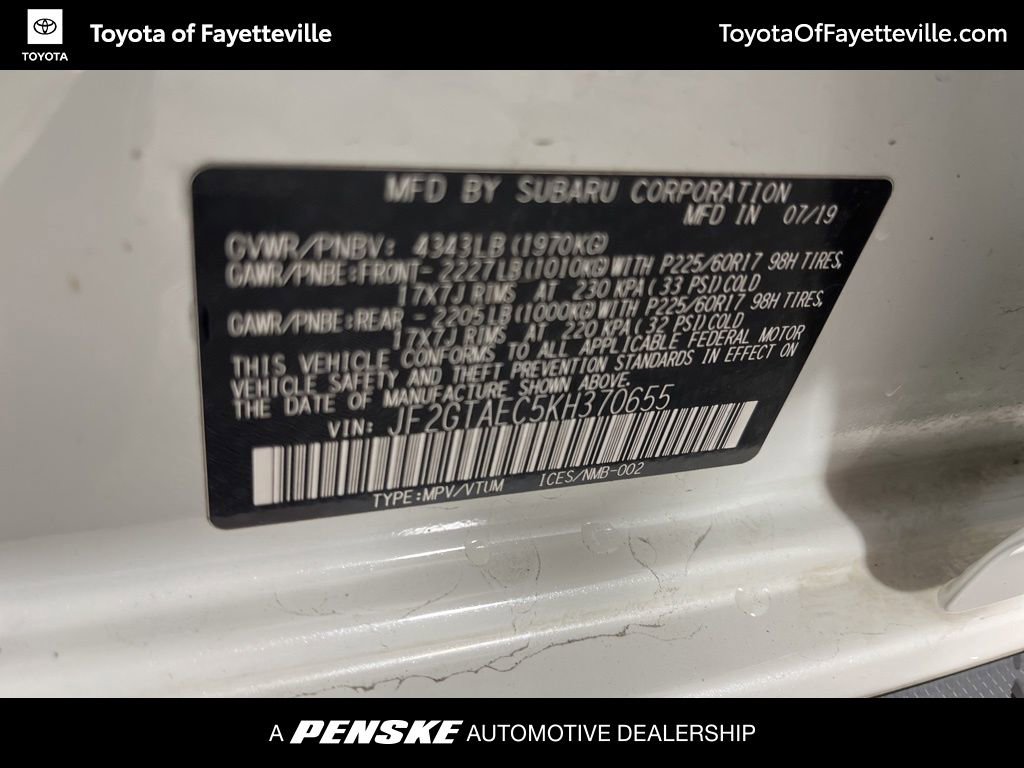 TOYOTA
Toyota of Fayetteville
ToyotaOfFayetteville.com
MFD BY SUBARU CORPORATION
MFD IN 07/19
GVWR/PNBV: 4343LB(1970KG)
GAWR/PNBE:FRONT-2227LB(1010KG)WITH P225/60R17 98H TIRES,
17X7J RIMS AT 230 KPA(33 PSI)COLD
GAWR/PNBE:REAR -2205LB(1000KG)WITH P225/60R17 98H TIRES,
17X7J RIMS AT 220 KPA(32 PSI)COLD
THIS VEHICLE CONFORMS TO ALL APPLICABLE FEDERAL MOTOR
VEHICLE SAFETY AND THEFT PREVENTION STANDARDS IN EFFECT ON
THE DATE OF MANUFACTURE SHOWN ABOVE.
VIN: JF2GTAEC5KH370655
TYPE:MPV/VTUM ICES/NMB-002
A PENSKE AUTOMOTIVE DEALERSHIP